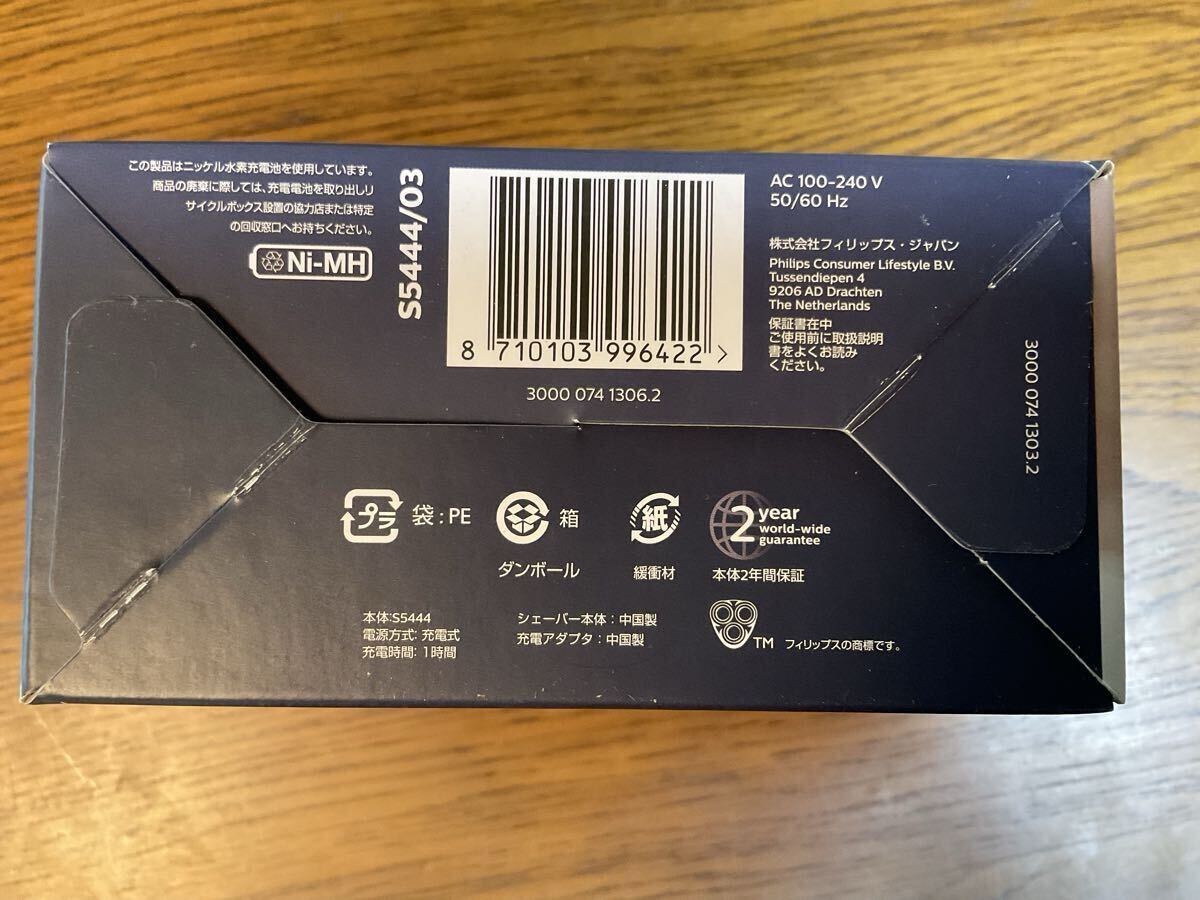 この製品はニッケル水素充電池を使用しています。
商品の廃棄に際しては、充電電池を取り出しリ
サイクルボックス設置の協力店または特定
の回収窓口へお持ちください。
Ni-MH
S5444/03
8 710103 996422 >
3000 074 1306.2
AC 100-240 V
50/60 Hz
株式会社フィリップス・ジャパン
Philips Consumer Lifestyle B.V.
Tussendiepen 4
9206 AD Drachten
The Netherlands
保証書在中
ご使用前に取扱説明
書をよくお読み
ください。
3000 074 1303.2
プラ 袋 : PE
箱
ダンボール
紙
緩衝材
2 year
world-wide
guarantee
本体2年間保証
本体:S5444
電源方式: 充電式
充電時間: 1時間
シェーバー本体 : 中国製
充電アダプタ : 中国製
TM フィリップスの商標です。